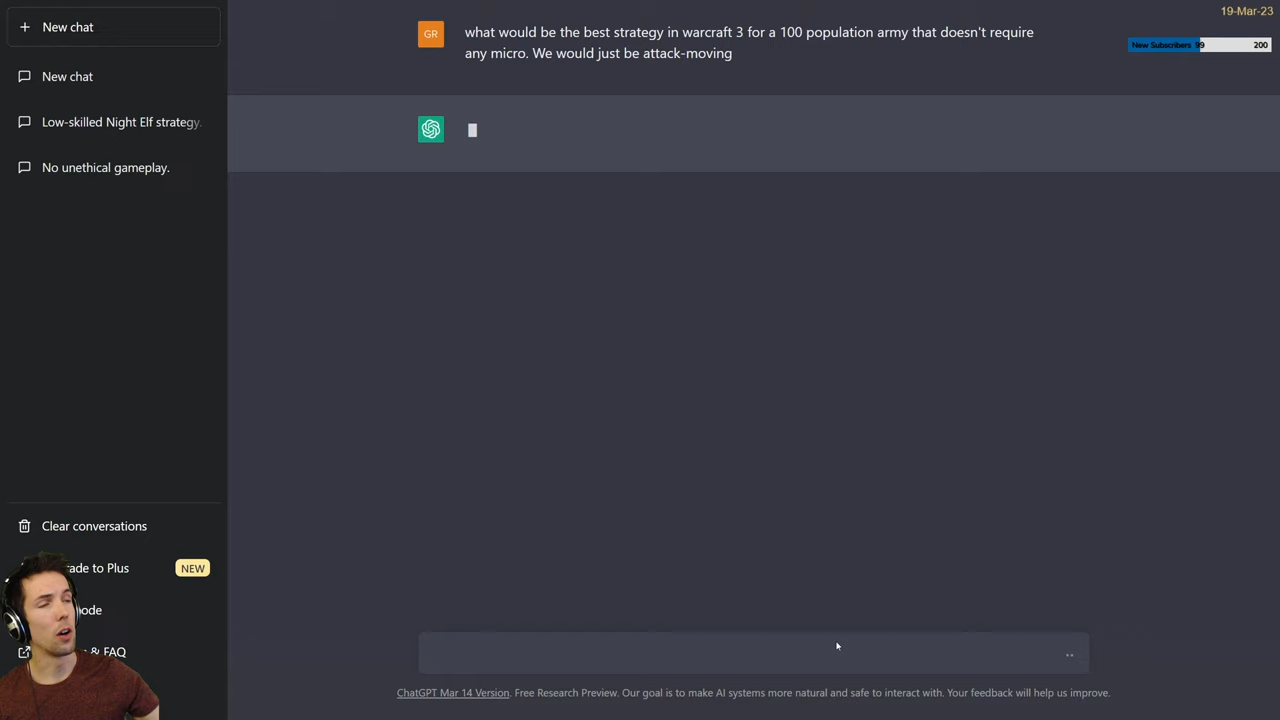 New chat
New chat
Low-skilled Night Elf strategy.
No unethical gameplay.
Clear conversations
NEW
GR
what would be the best strategy in warcraft 3 for a 100 population army that doesn't require
any micro. We would just be attack-moving
19-Mar-23
New Subscribers 99 200
ChatGPT Mar 14 Version. Free Research Preview. Our goal is to make AI systems more natural and safe to interact with. Your feedback will help us improve.
to Plus
& FAQ